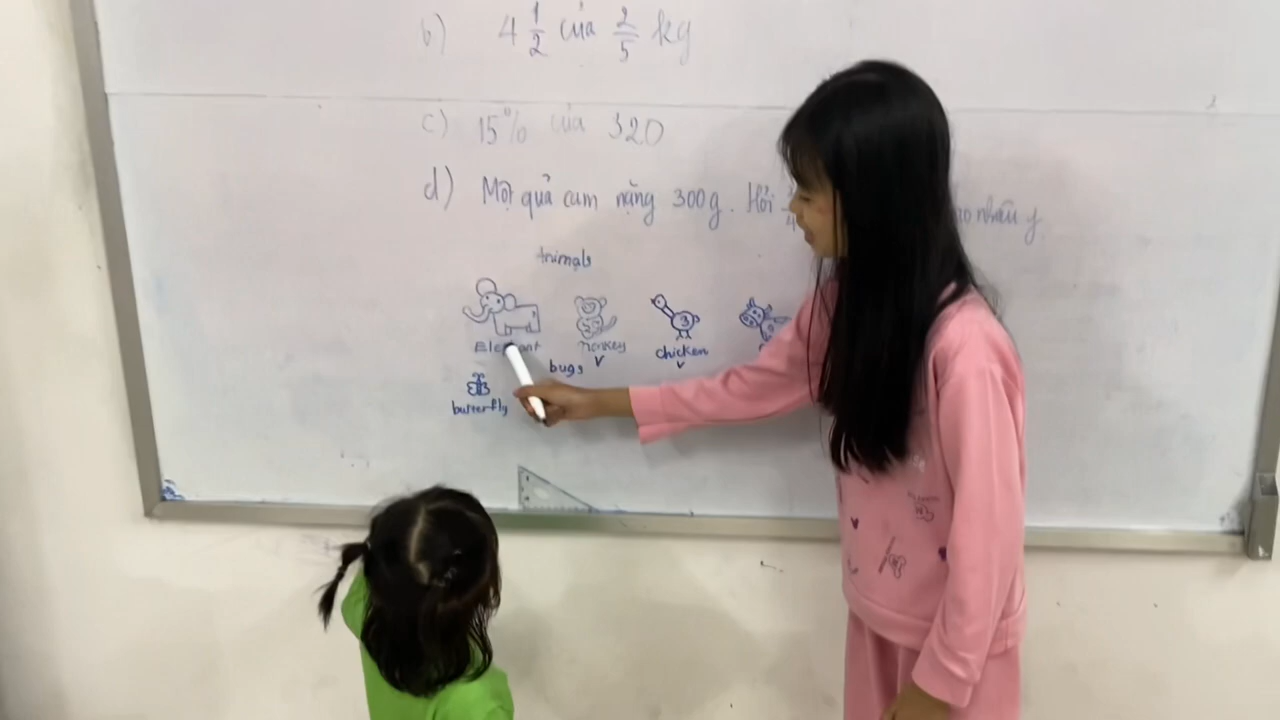 b) 4 1/2 của 2/5 kg
c) 15% của 320
d) Một quả cam nặng 300g. Hỏi nhiêu g.
Animals
Elephant monkey chicken
v v
bugs
butterfly